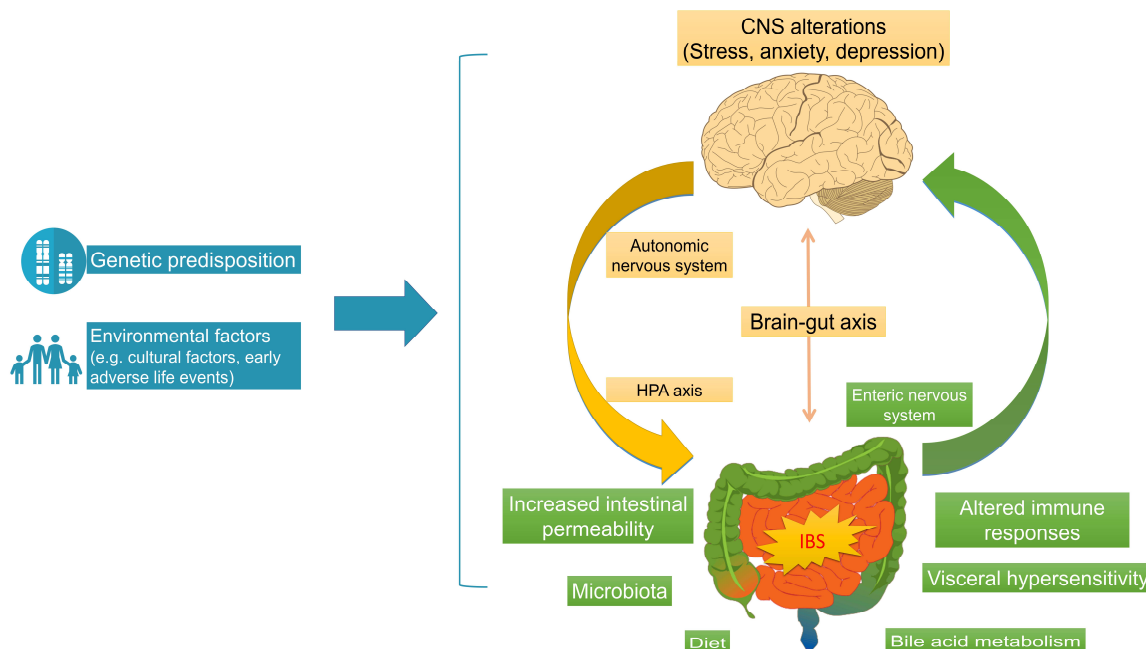 CNS alterations
(Stress, anxiety, depression)
Genetic predisposition
Environmental factors
(e.g. cultural factors, early
adverse life events)
Autonomic
nervous system
Brain-gut axis
HPA axis
Enteric nervous
system
Increased intestinal
permeability
IBS
Altered immune
responses
Microbiota
Visceral hypersensitivity
Diet
Bile acid metabolism